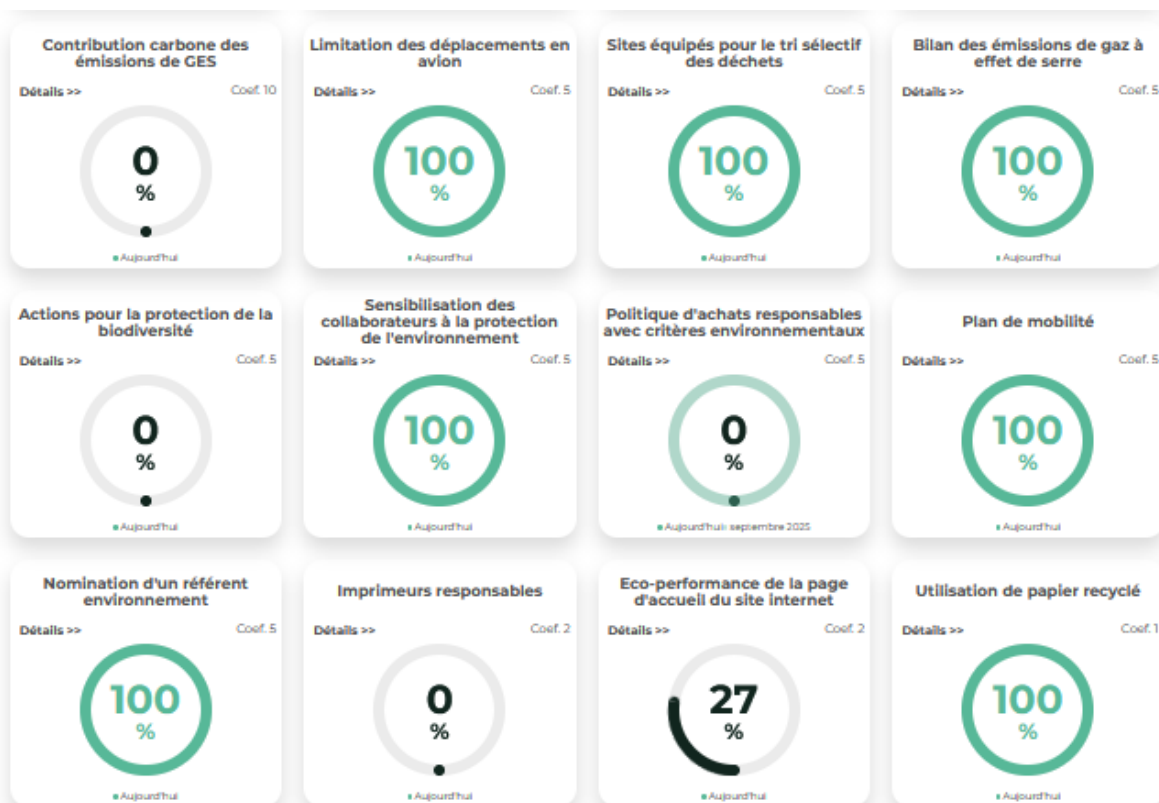 Contribution carbone des
émissions de GES
Détails >>
Coef. 10
0
%
Aujourd'hui
Limitation des déplacements en
avion
Détails >>
Coef. 5
100
%
Aujourd'hui
Sites équipés pour le tri sélectif
des déchets
Détails >>
Coef. 5
100
%
Aujourd'hui
Bilan des émissions de gaz à
effet de serre
Détails >>
Coef. 5
100
%
Aujourd'hui
Actions pour la protection de la
biodiversité
Détails >>
Coef. 5
0
%
Aujourd'hui
Sensibilisation des
collaborateurs à la protection
de l'environnement
Détails >>
Coef. 5
100
%
Aujourd'hui
Politique d'achats responsables
avec critères environnementaux
Détails >>
Coef. 5
0
%
Aujourd'hui septembre 2025
Plan de mobilité
Détails >>
Coef. 5
100
%
Aujourd'hui
Nomination d'un référent
environnement
Détails >>
Coef. 5
100
%
Aujourd'hui
Imprimeurs responsables
Détails >>
Coef. 2
0
%
Aujourd'hui
Eco-performance de la page
d'accueil du site internet
Détails >>
Coef. 2
27
%
Aujourd'hui
Utilisation de papier recyclé
Détails >>
Coef. 1
100
%
Aujourd'hui